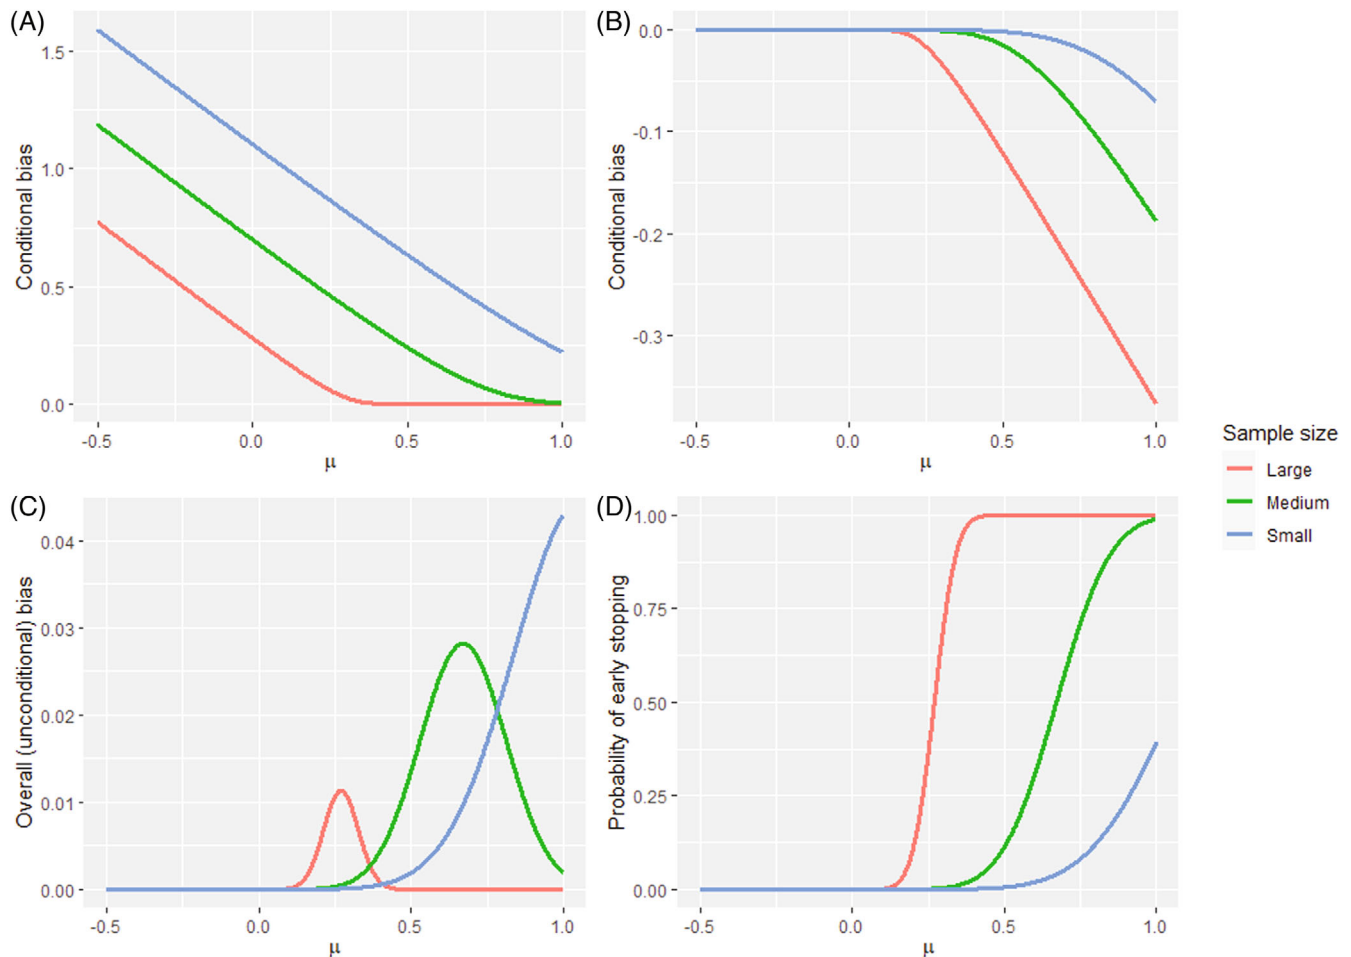 (A)
Conditional bias
1.5
1.0
0.5
0.0
-0.5 0.0 0.5 1.0
μ
(B)
Conditional bias
0.0
-0.1
-0.2
-0.3
-0.5 0.0 0.5 1.0
μ
(C)
Overall (unconditional) bias
0.04
0.03
0.02
0.01
0.00
-0.5 0.0 0.5 1.0
μ
(D)
Probability of early stopping
1.00
0.75
0.50
0.25
0.00
-0.5 0.0 0.5 1.0
μ
Sample size
Large
Medium
Small